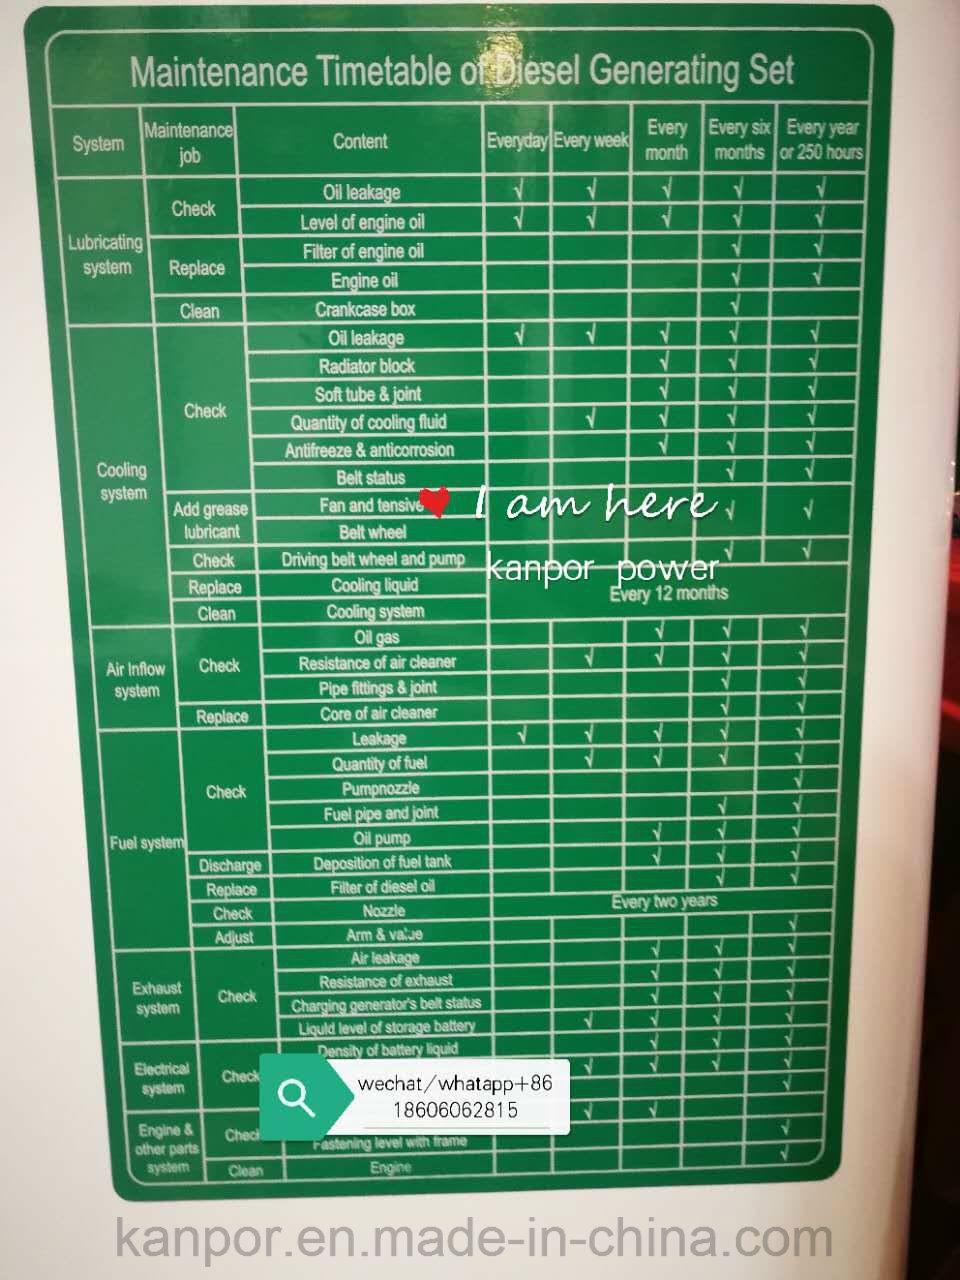 Maintenance Timetable of Diesel Generating Set
System Maintenance job Content Everyday Every week Every month Every six months Every year or 250 hours
Lubricating system Check Oil leakage √ √ √ √ √
Level of engine oil √ √ √ √ √
Replace Filter of engine oil √ √
Engine oil √ √
Clean Crankcase box √
Cooling system Check Oil leakage √ √ √ √ √
Radiator block √ √ √
Soft tube & joint √ √ √
Quantity of cooling fluid √ √ √ √
Antifreeze & anticorrosion √ √ √
Belt status √ √
Add grease lubricant Fan and tensive √ √
Belt wheel
I am here
Check Driving belt wheel and pump √ √
kanpor power
Replace Cooling liquid Every 12 months
Clean Cooling system
Air Inflow system Check Oil gas √ √ √
Resistance of air cleaner √ √ √ √
Pipe fittings & joint √ √
Replace Core of air cleaner √ √
Fuel system Check Leakage √ √ √ √ √
Quantity of fuel √ √ √ √
Pumpnozzle √
Fuel pipe and joint √ √
Oil pump √ √ √
Discharge Deposition of fuel tank √ √ √
Replace Filter of diesel oil √ √
Check Nozzle Every two years
Adjust Arm & value √
Exhaust system Check Air leakage √ √ √
Resistance of exhaust √ √ √
Charging generator's belt status √ √ √
Liquid level of storage battery √ √ √ √
Electrical system Check Density of battery liquid √ √ √
√ √ √ √
√
wechat/whatapp+86
18606062815
Engine & other parts system Check √ √
Fastening level with frame √
Clean Engine √
kanpor.en.made-in-china.com